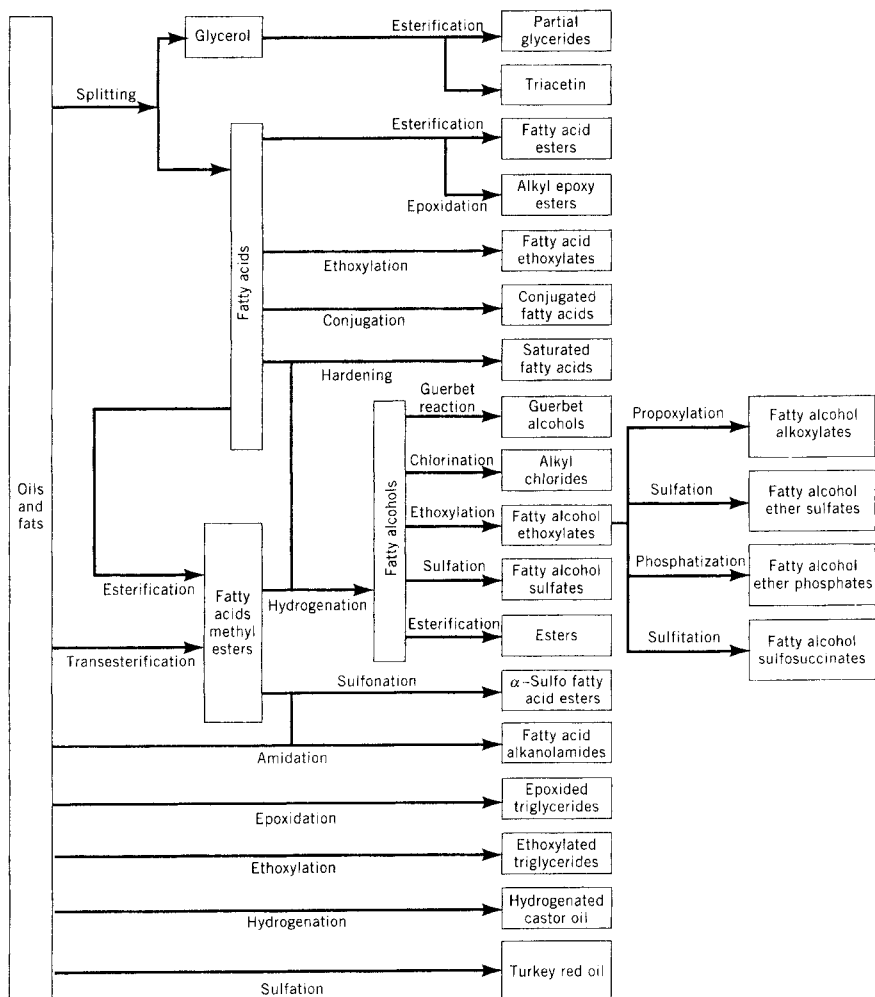 Oils
and
fats
Splitting
Glycerol
Esterification
Partial
glycerides
Triacetin
Fatty acids
Esterification
Fatty acid
esters
Epoxidation
Alkyl epoxy
esters
Ethoxylation
Fatty acid
ethoxylates
Conjugation
Conjugated
fatty acids
Hardening
Saturated
fatty acids
Esterification
Transesterification
Fatty
acids
methyl
esters
Hydrogenation
Fatty alcohols
Guerbet
reaction
Guerbet
alcohols
Chlorination
Alkyl
chlorides
Ethoxylation
Fatty alcohol
ethoxylates
Sulfation
Fatty alcohol
sulfates
Esterification
Esters
Propoxylation
Fatty alcohol
alkoxylates
Sulfation
Fatty alcohol
ether sulfates
Phosphatization
Fatty alcohol
ether phosphates
Sulfitation
Fatty alcohol
sulfosuccinates
Sulfonation
α-Sulfo fatty
acid esters
Amidation
Fatty acid
alkanolamides
Epoxidation
Epoxided
triglycerides
Ethoxylation
Ethoxylated
triglycerides
Hydrogenation
Hydrogenated
castor oil
Sulfation
Turkey red oil